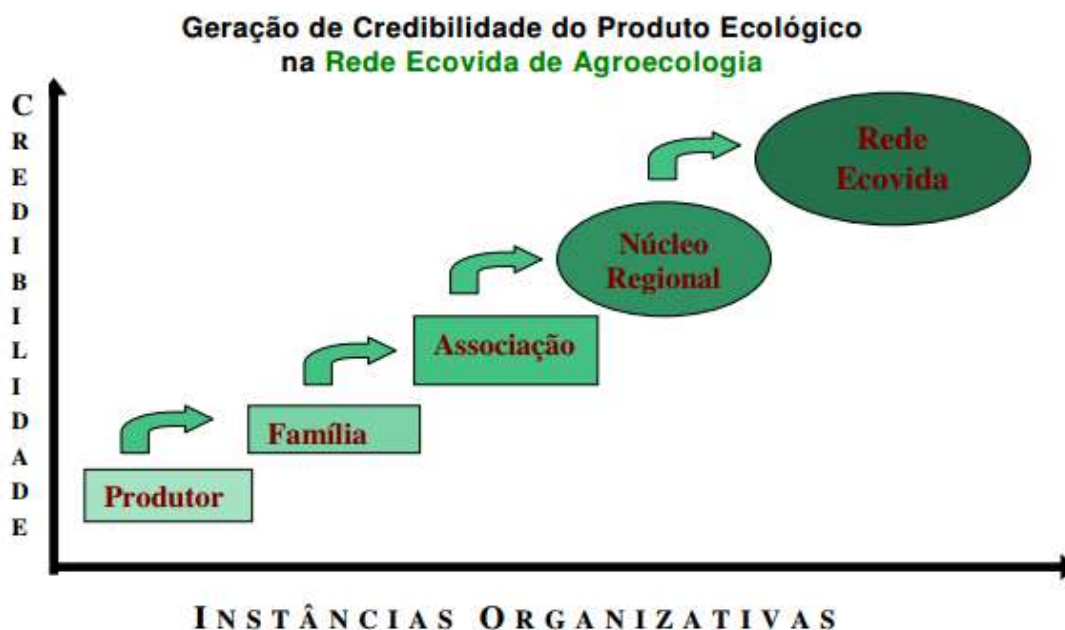 Geração de Credibilidade do Produto Ecológico
na Rede Ecovida de Agroecologia
CREDIBILIDADE
Rede
Ecovida
Núcleo
Regional
Associação
Família
Produtor
INSTÂNCIAS ORGANIZATIVAS